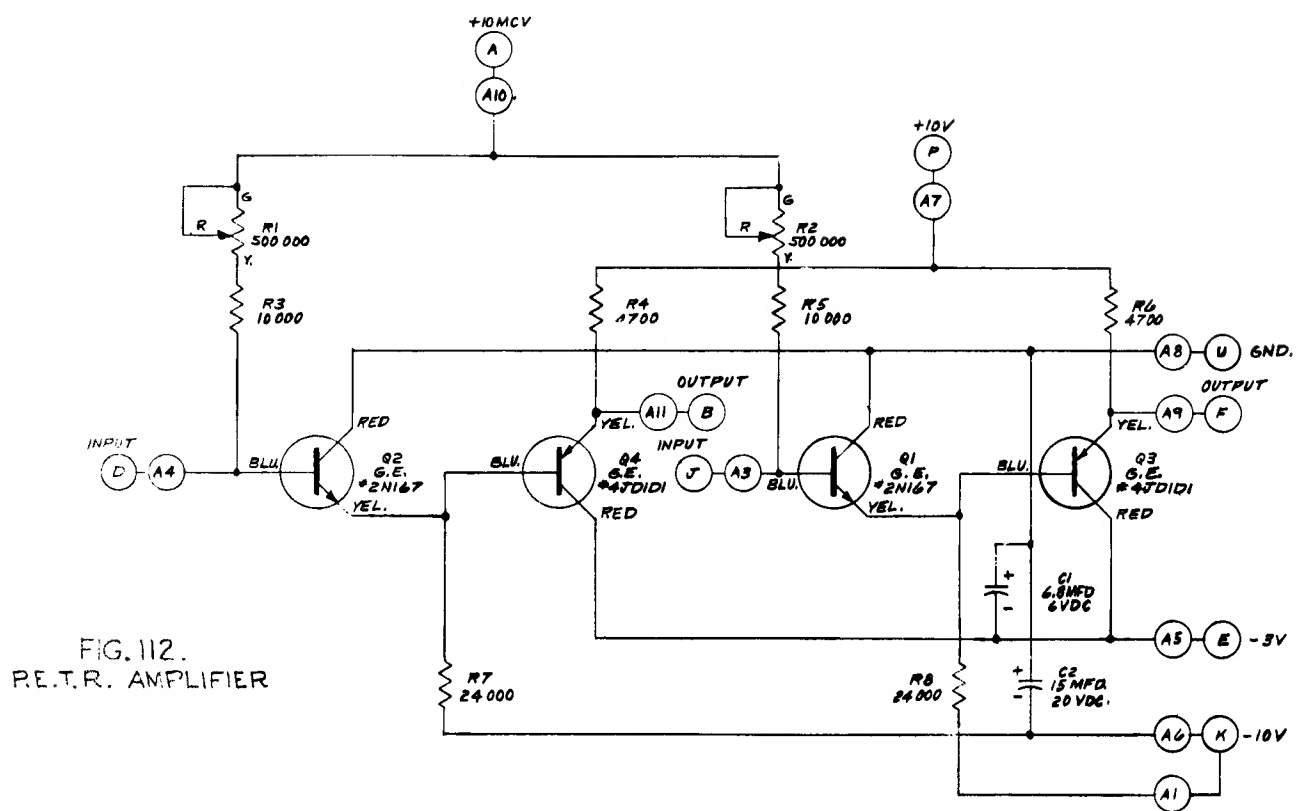 +10MCV
A
A10.
+10V
P
A7
G
R
R1
500 000
Y.
G
R
R2
500 000
Y.
R3
10 000
R4
4700
R5
10 000
R6
4700
A8
U
GND.
OUTPUT
A11
B
OUTPUT
A9
F
INPUT
D
A4
BLU.
RED
Q2
G.E.
#2N167
YEL.
BLU.
YEL.
Q4
G.E.
#4JD1D1
RED
INPUT
J
A3
BLU.
RED
Q1
G.E.
#2N167
YEL.
BLU.
YEL.
Q3
G.E.
#4JD1D1
RED
+
-
C1
6.8MFD
6VDC
A5
E
-3V
FIG. 112.
P.E.T.R. AMPLIFIER
R7
24 000
R8
24 000
+
-
C2
15 MFD.
20 VDC.
A6
K
-10V
A1